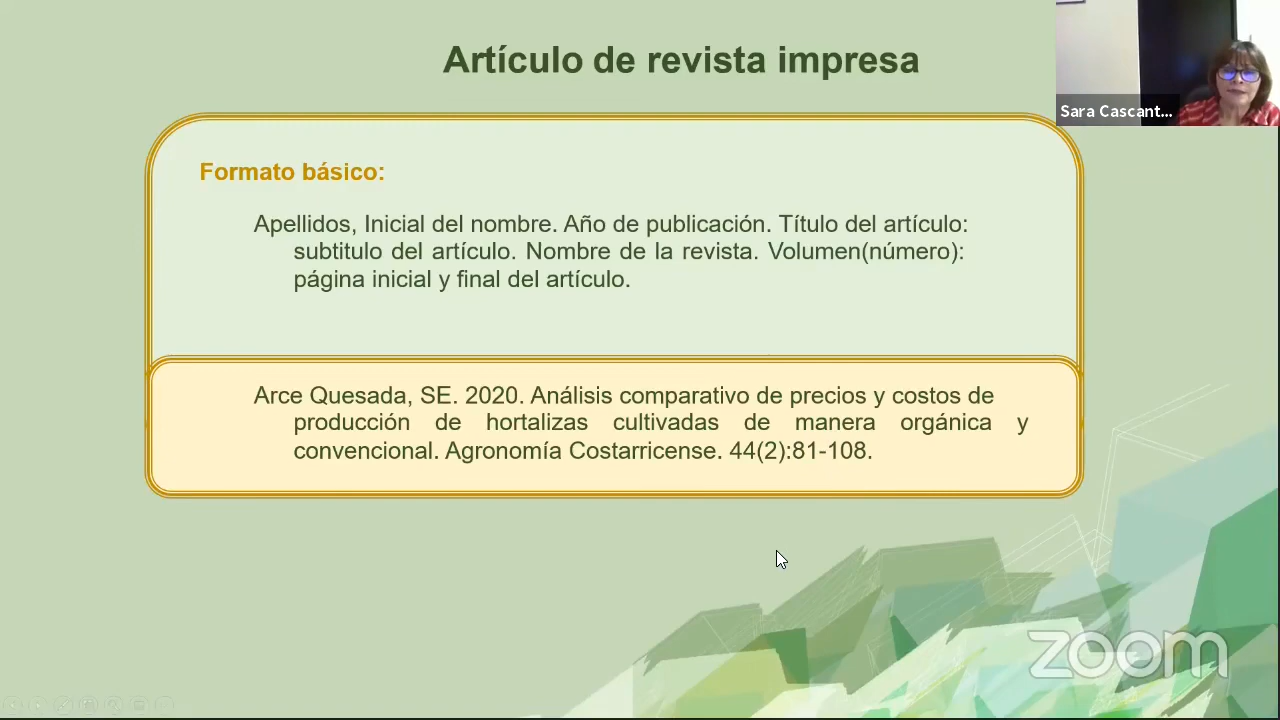 Artículo de revista impresa
Sara Cascant...
Formato básico:
Apellidos, Inicial del nombre. Año de publicación. Título del artículo:
subtitulo del artículo. Nombre de la revista. Volumen(número):
página inicial y final del artículo.
Arce Quesada, SE. 2020. Análisis comparativo de precios y costos de
producción de hortalizas cultivadas de manera orgánica y
convencional. Agronomía Costarricense. 44(2):81-108.
zoom